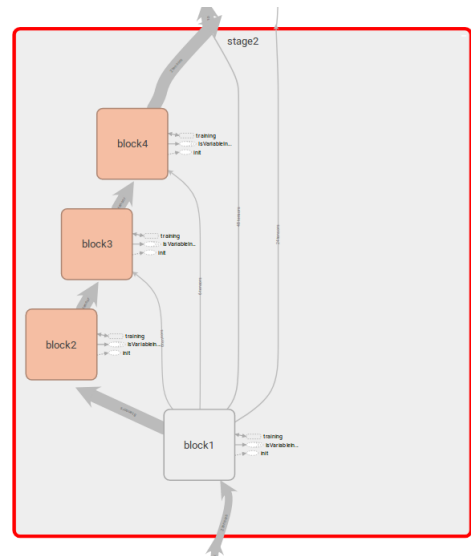 stage2
block4
training
IsVariableIn...
init
block3
training
IsVariableIn...
init
block2
training
IsVariableIn...
init
block1
training
IsVariableIn...
init